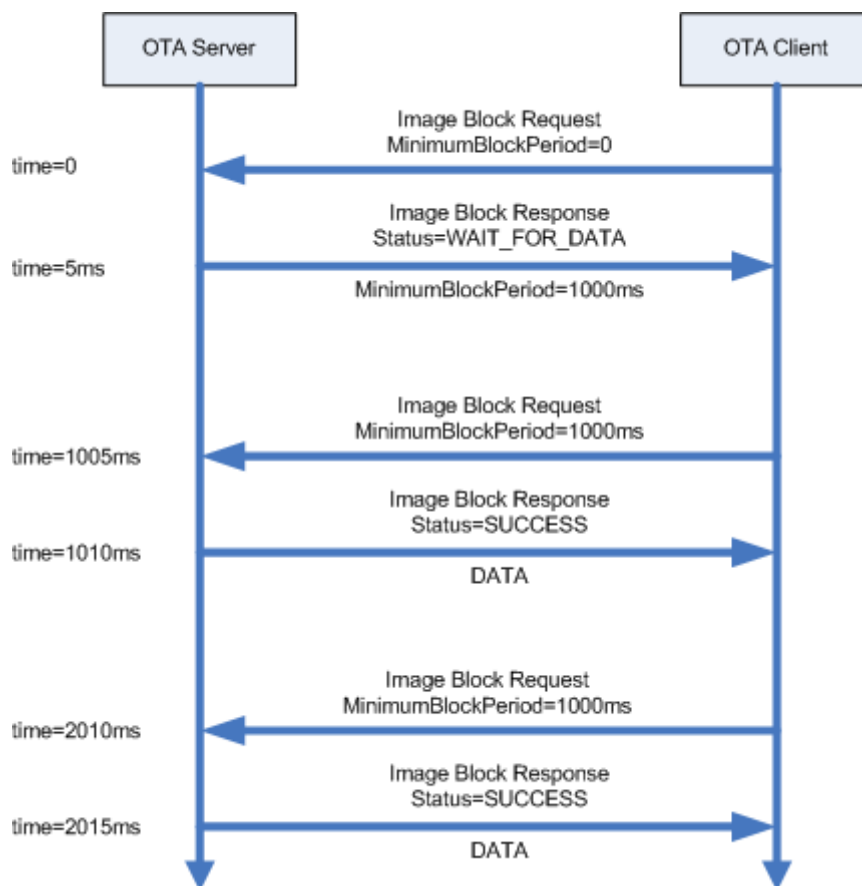 OTA Server
OTA Client
Image Block Request
MinimumBlockPeriod=0
time=0
Image Block Response
Status=WAIT_FOR_DATA
time=5ms
MinimumBlockPeriod=1000ms
Image Block Request
MinimumBlockPeriod=1000ms
time=1005ms
Image Block Response
Status=SUCCESS
time=1010ms
DATA
Image Block Request
MinimumBlockPeriod=1000ms
time=2010ms
Image Block Response
Status=SUCCESS
time=2015ms
DATA